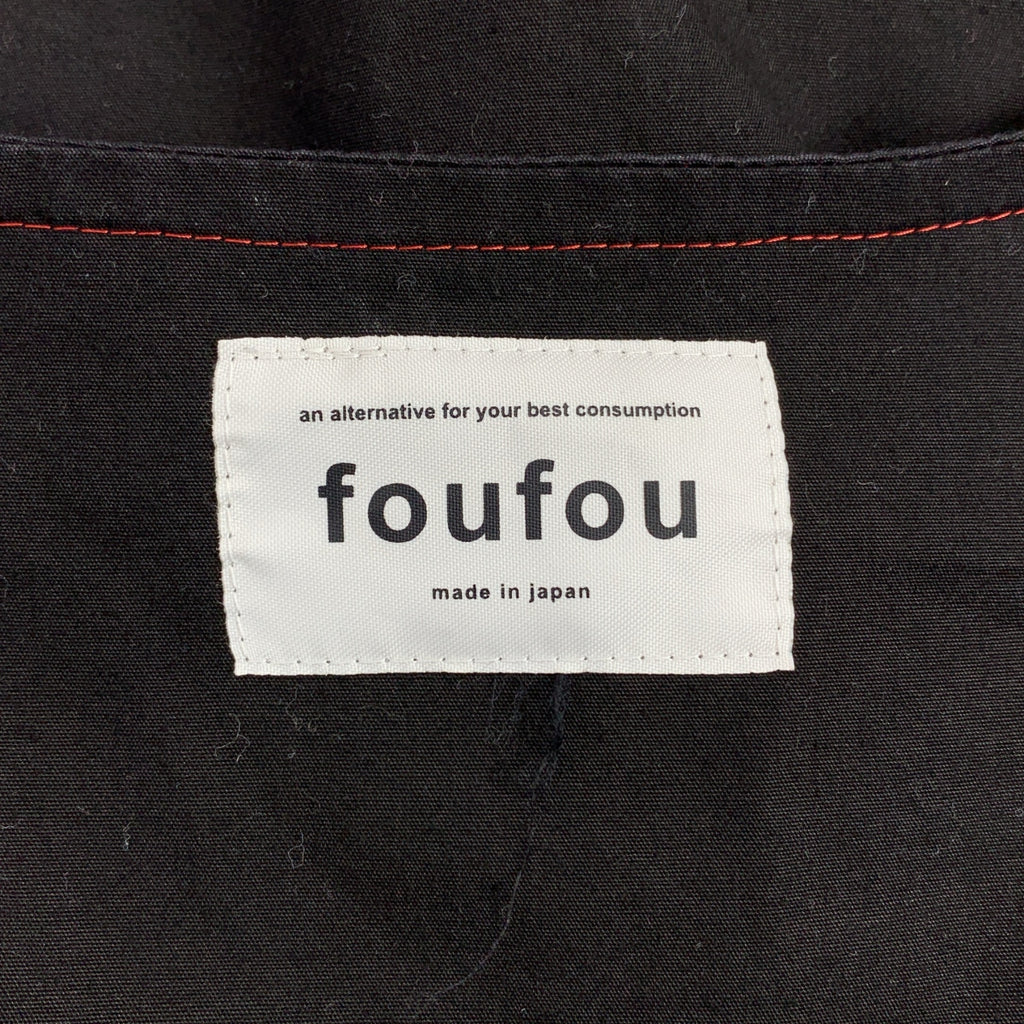 an alternative for your best consumption
foufou
made in japan